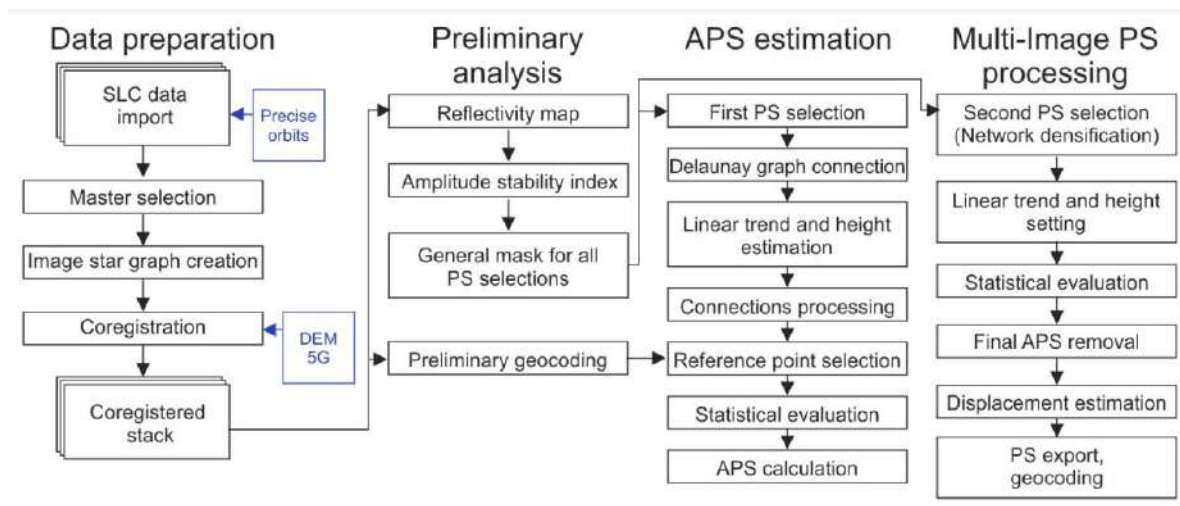 Data preparation
SLC data
import
Precise
orbits
Master selection
Image star graph creation
Coregistration
DEM
5G
Coregistered
stack
Preliminary
analysis
Reflectivity map
Amplitude stability index
General mask for all
PS selections
Preliminary geocoding
APS estimation
First PS selection
Delaunay graph connection
Linear trend and height
estimation
Connections processing
Reference point selection
Statistical evaluation
APS calculation
Multi-Image PS
processing
Second PS selection
(Network densification)
Linear trend and height
setting
Statistical evaluation
Final APS removal
Displacement estimation
PS export,
geocoding